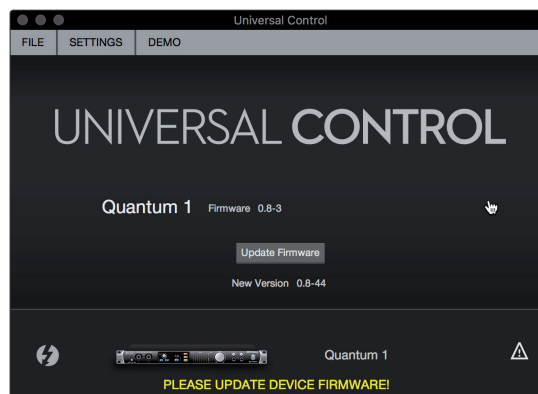 Universal Control
FILE SETTINGS DEMO
UNIVERSAL CONTROL
Quantum 1 Firmware 0.8-3
Update Firmware
New Version 0.8-44
Quantum 1
PLEASE UPDATE DEVICE FIRMWARE!